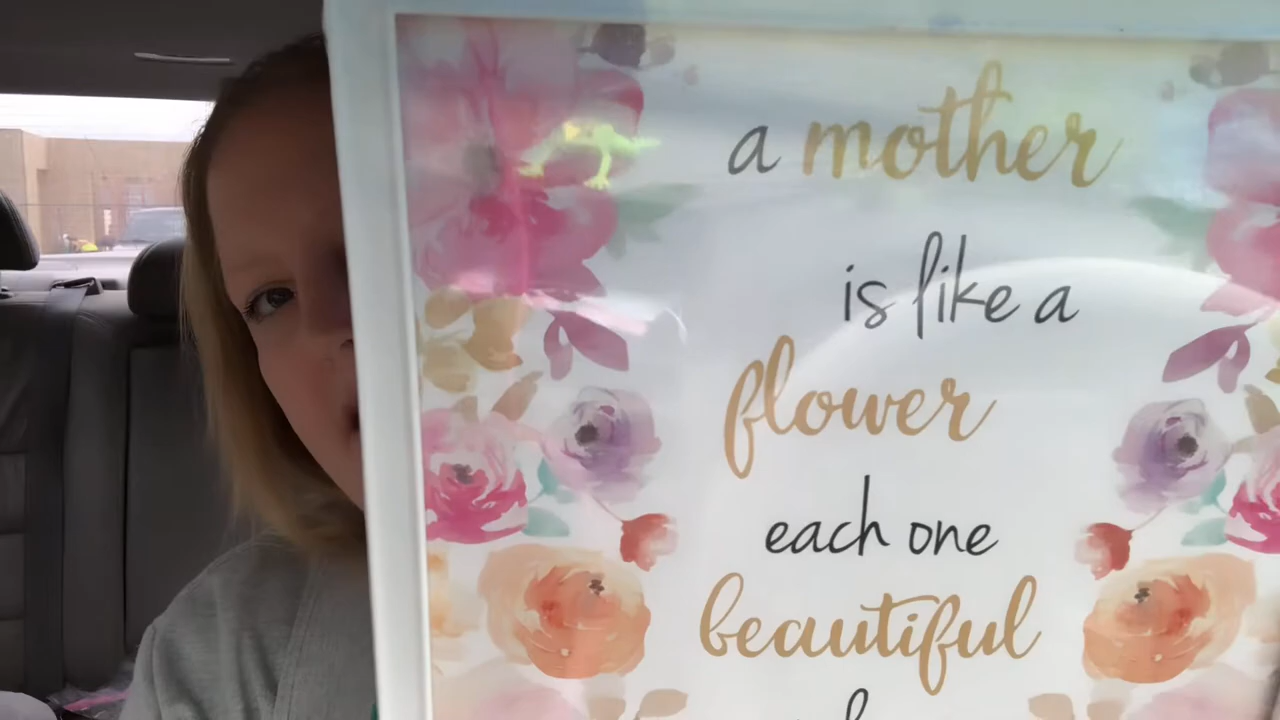 a mother
is like a
flower
each one
beautiful